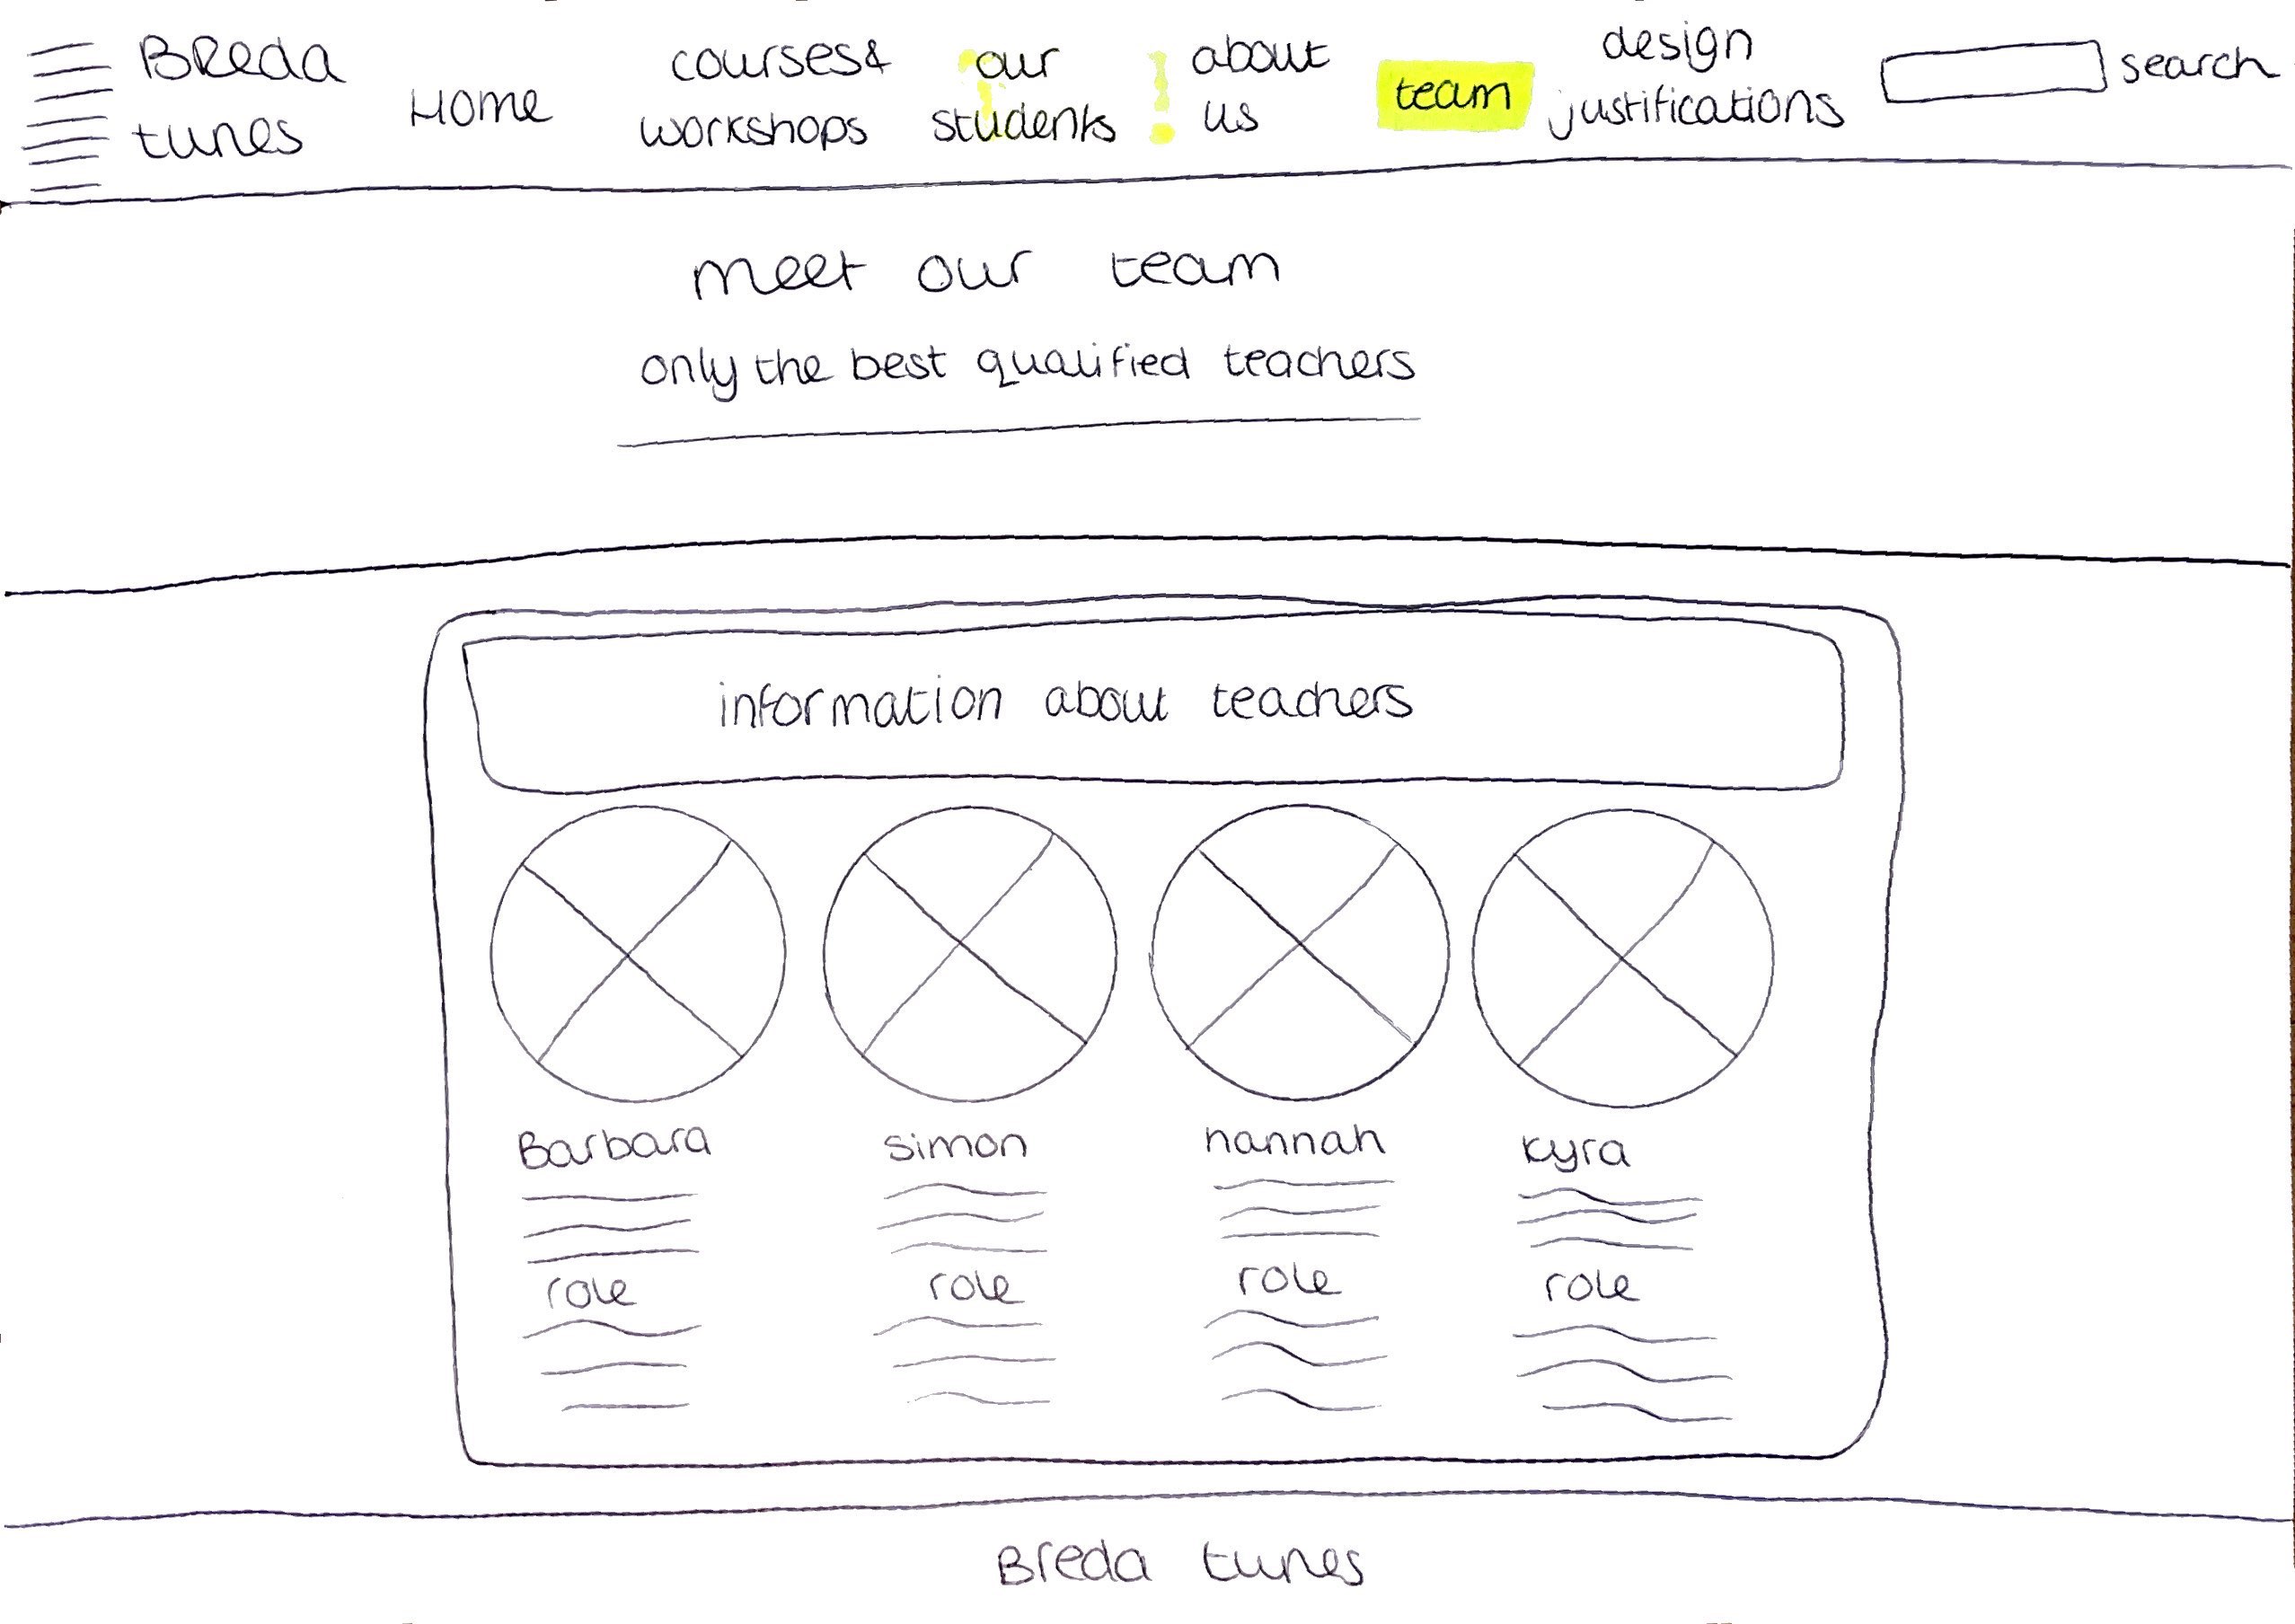 Breda
tunes
Home
courses&
workshops
our
students
about
us
team
design
justifications
search
meet our team
only the best qualified teachers
information about teachers
Barbara
simon
hannah
kyra
role
role
role
role
Breda tunes